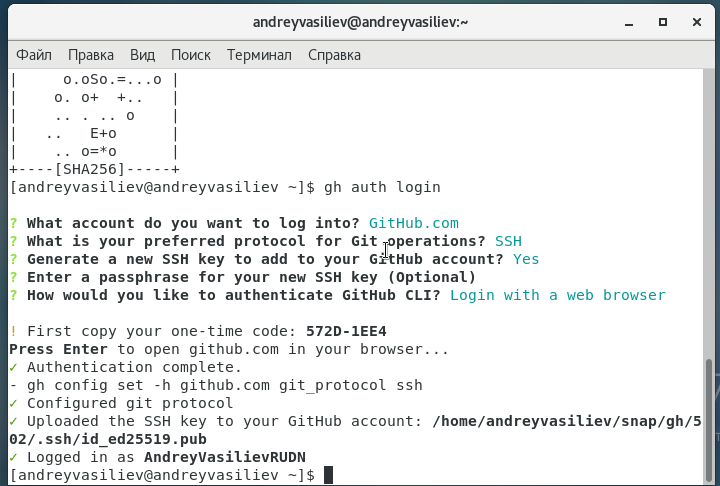 andreyvasiliev@andreyvasiliev:~
Файл Правка Вид Поиск Терминал Справка
|     o.oSo.=...o |
|    o. o+  +..   |
|    .. . .. o    |
|   ..   E+o      |
|    .. o=*o      |
+----[SHA256]-----+
[andreyvasiliev@andreyvasiliev ~]$ gh auth login
? What account do you want to log into? GitHub.com
? What is your preferred protocol for Git operations? SSH
? Generate a new SSH key to add to your GitHub account? Yes
? Enter a passphrase for your new SSH key (Optional)
? How would you like to authenticate GitHub CLI? Login with a web browser
! First copy your one-time code: 572D-1EE4
Press Enter to open github.com in your browser...
✓ Authentication complete.
- gh config set -h github.com git_protocol ssh
✓ Configured git protocol
✓ Uploaded the SSH key to your GitHub account: /home/andreyvasiliev/snap/gh/5
02/.ssh/id_ed25519.pub
✓ Logged in as AndreyVasilievRUDN
[andreyvasiliev@andreyvasiliev ~]$